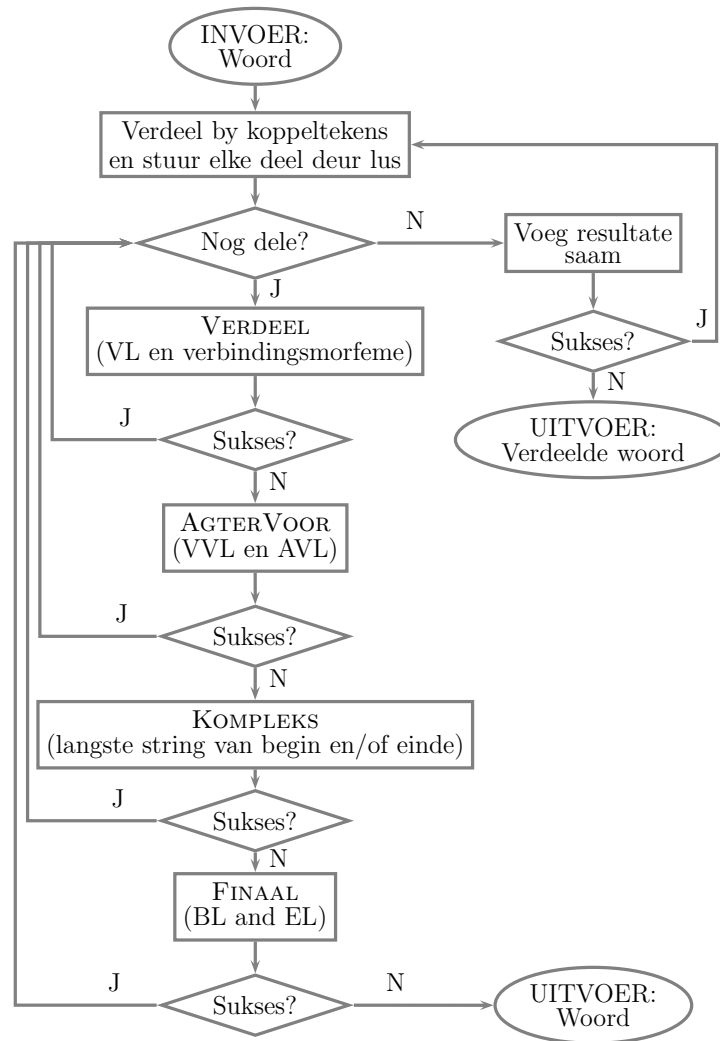 INVOER:
Woord
Verdeel by koppeltekens
en stuur elke deel deur lus
Nog dele?
N
Voeg resultate
saam
J
J
VERDEEL
(VL en verbindingsmorfeme)
Sukses?
N
UITVOER:
Verdeelde woord
J
Sukses?
N
AGTERVOOR
(VVL en AVL)
J
Sukses?
N
KOMPLEKS
(langste string van begin en/of einde)
J
Sukses?
N
FINAAL
(BL and EL)
J
Sukses?
N
UITVOER:
Woord